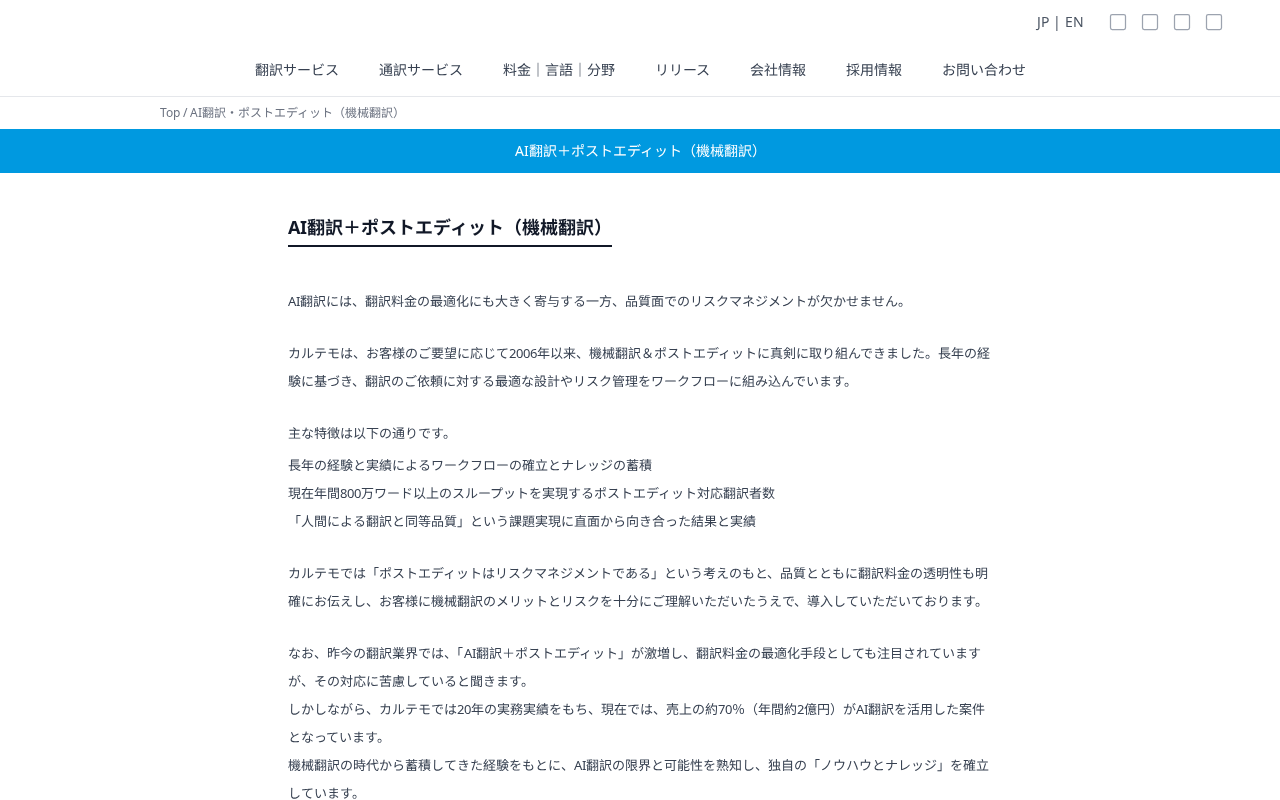 JP | EN
翻訳サービス 通訳サービス 料金｜言語｜分野 リリース 会社情報 採用情報 お問い合わせ
Top / AI翻訳・ポストエディット（機械翻訳）
AI翻訳＋ポストエディット（機械翻訳）
AI翻訳＋ポストエディット（機械翻訳）
AI翻訳には、翻訳料金の最適化にも大きく寄与する一方、品質面でのリスクマネジメントが欠かせません。
カルテモは、お客様のご要望に応じて2006年以来、機械翻訳＆ポストエディットに真剣に取り組んできました。長年の経
験に基づき、翻訳のご依頼に対する最適な設計やリスク管理をワークフローに組み込んでいます。
主な特徴は以下の通りです。
長年の経験と実績によるワークフローの確立とナレッジの蓄積
現在年間800万ワード以上のスループットを実現するポストエディット対応翻訳者数
「人間による翻訳と同等品質」という課題実現に直面から向き合った結果と実績
カルテモでは「ポストエディットはリスクマネジメントである」という考えのもと、品質とともに翻訳料金の透明性も明
確にお伝えし、お客様に機械翻訳のメリットとリスクを十分にご理解いただいたうえで、導入していただいております。
なお、昨今の翻訳業界では、「AI翻訳＋ポストエディット」が激増し、翻訳料金の最適化手段としても注目されています
が、その対応に苦慮していると聞きます。
しかしながら、カルテモでは20年の実務実績をもち、現在では、売上の約70%（年間約2億円）がAI翻訳を活用した案件
となっています。
機械翻訳の時代から蓄積してきた経験をもとに、AI翻訳の限界と可能性を熟知し、独自の「ノウハウとナレッジ」を確立
しています。